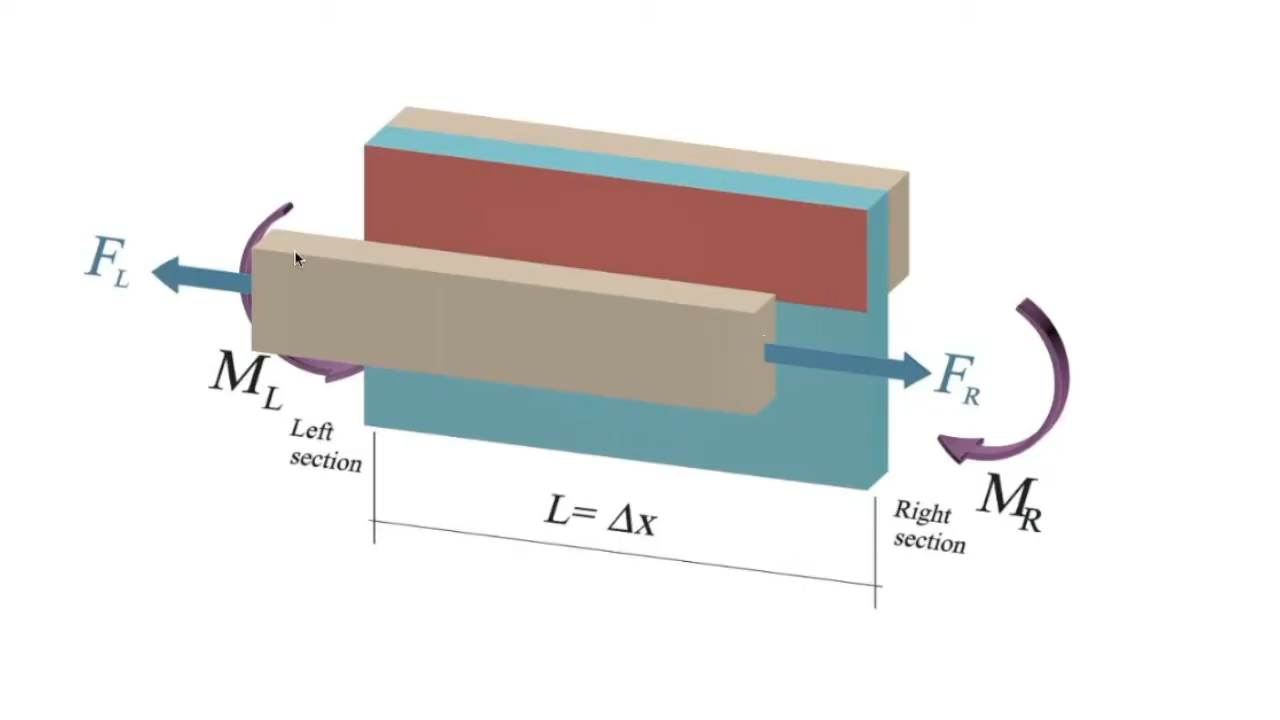 F_L
M_L
Left
section
L= Δx
F_R
M_R
Right
section